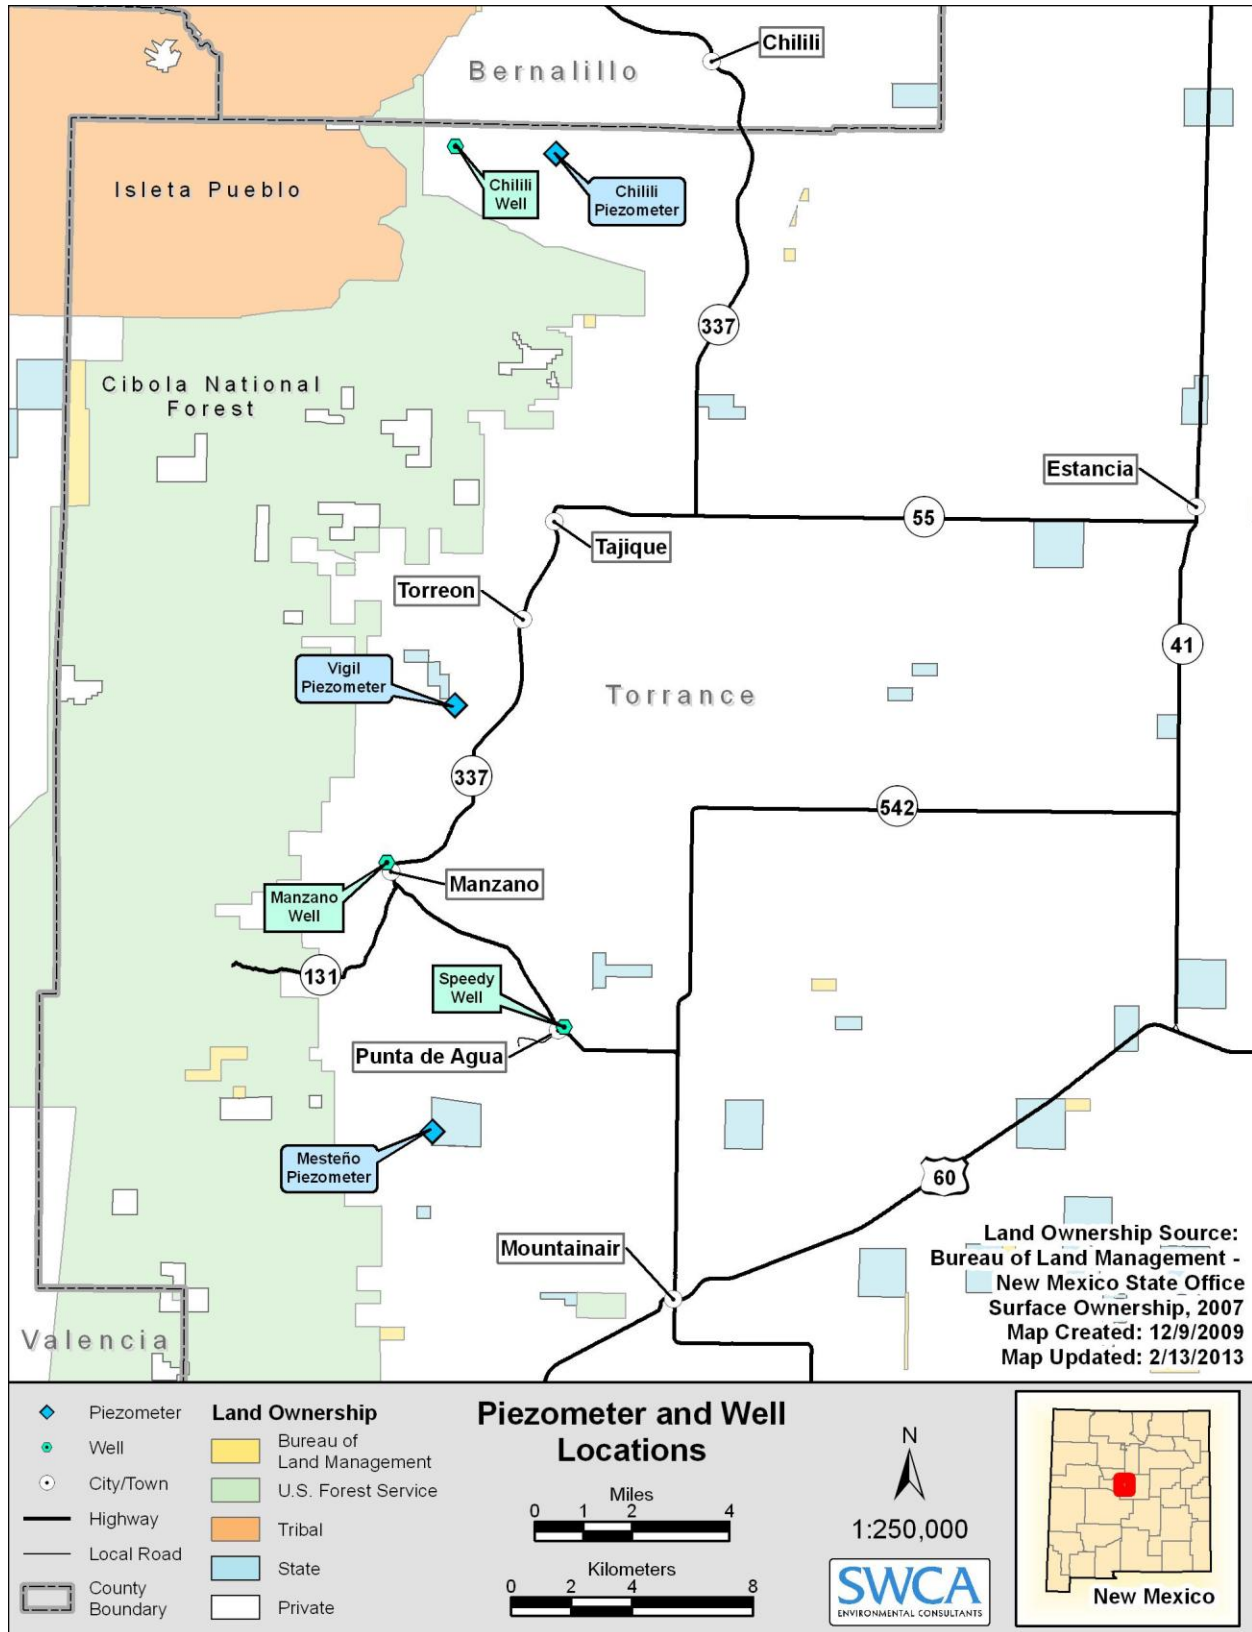 Chilili
Bernalillo
Isleta Pueblo
Chilili
Well
Chilili
Piezometer
337
Cibola National
Forest
Estancia
55
Tajique
Torreon
41
Vigil
Piezometer
Torrance
337
542
Manzano
Manzano
Well
131
Speedy
Well
Punta de Agua
Mesteño
Piezometer
60
Mountainair
Land Ownership Source:
Bureau of Land Management -
New Mexico State Office
Surface Ownership, 2007
Map Created: 12/9/2009
Map Updated: 2/13/2013
Valencia
Piezometer
Well
City/Town
Highway
Local Road
County
Boundary
Land Ownership
Bureau of
Land Management
U.S. Forest Service
Tribal
State
Private
Piezometer and Well
Locations
Miles
0 1 2 4
Kilometers
0 2 4 8
N
1:250,000
SWCA
ENVIRONMENTAL CONSULTANTS
New Mexico